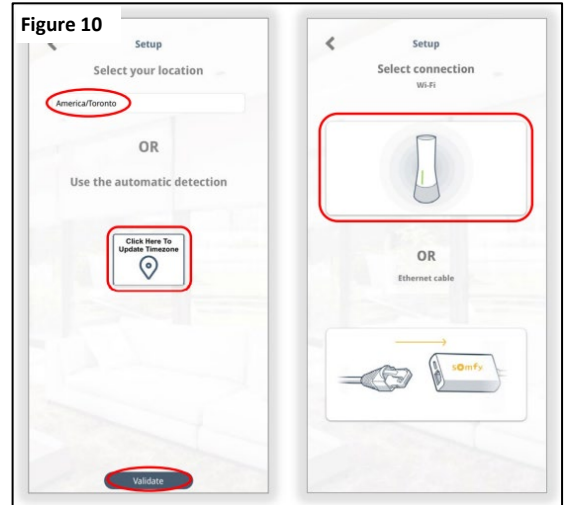 Figure 10
Setup
Select your location
America/Toronto
OR
Use the automatic detection
Click Here To
Update Timezone
Validate
Setup
Select connection
Wi-Fi
OR
Ethernet cable
somfy